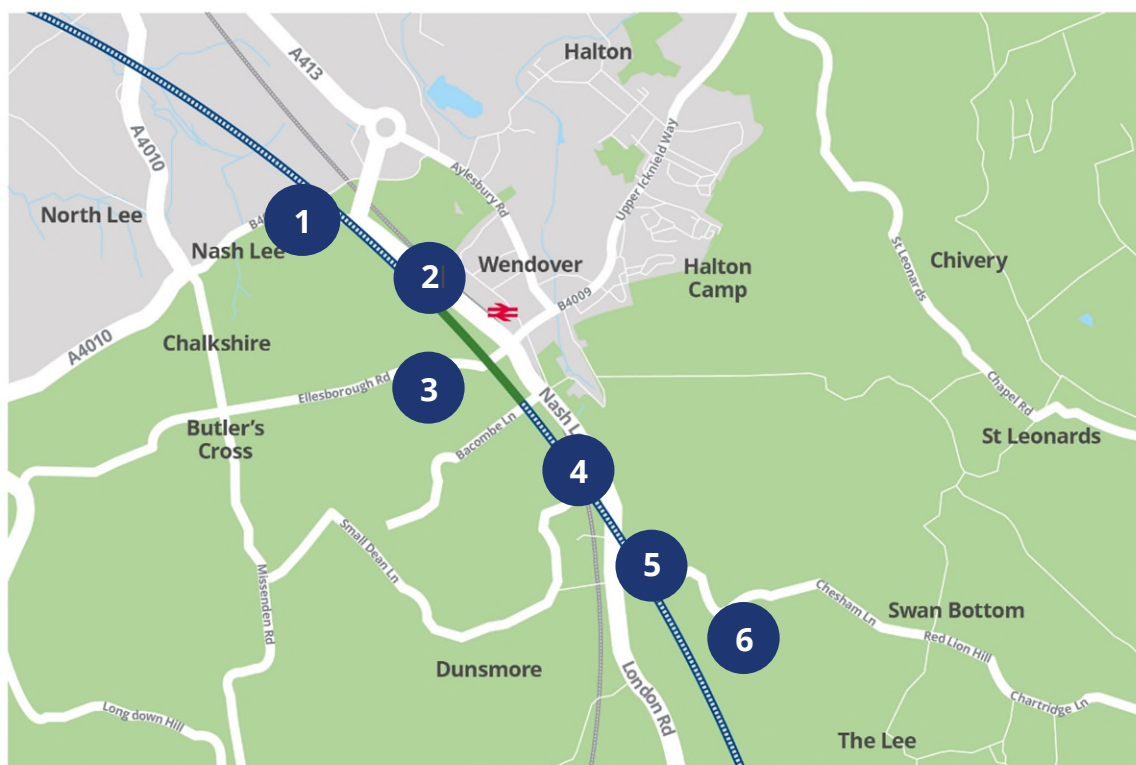 Halton
A413
A4010
Aylesbury Rd
Upper Icknield Way
North Lee
1
Nash Lee
2
Wendover
Halton
Camp
St Leonards
Chivery
B4009
A4010
Chalkshire
3
Ellesborough Rd
Chapel Rd
Nash L
Butler's
Cross
Bacombe Ln
St Leonards
4
Small Dean Ln
5
Missenden Rd
Chesham Ln
Swan Bottom
6
Red Lion Hill
Dunsmore
London Rd
Chartridge Ln
Longdown Hill
The Lee